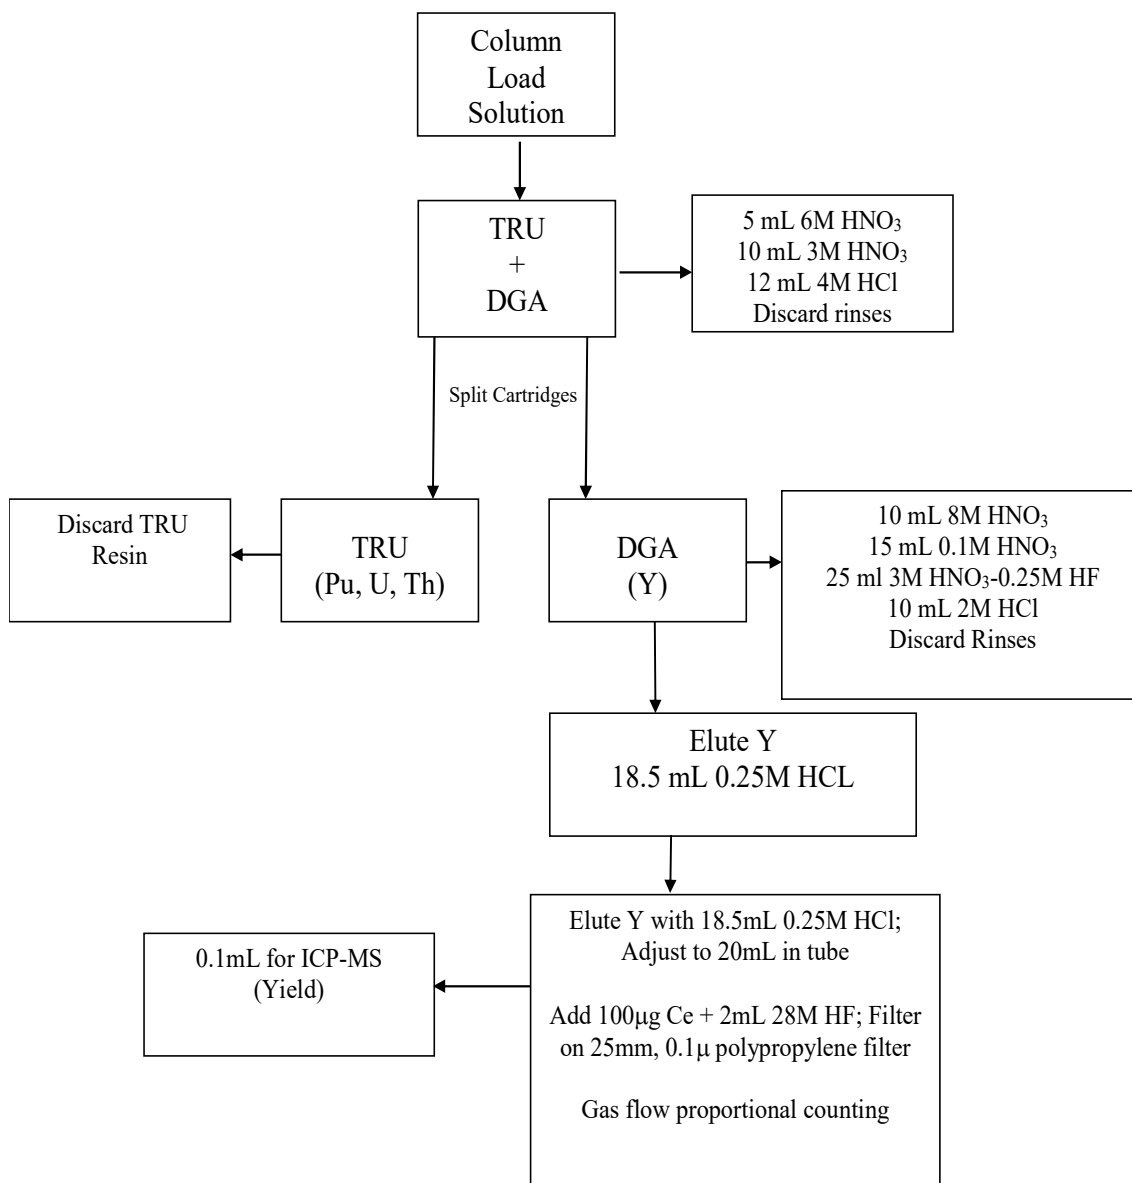 Column
Load
Solution
TRU
+
DGA
5 mL 6M HNO₃
10 mL 3M HNO₃
12 mL 4M HCl
Discard rinses
Split Cartridges
Discard TRU
Resin
TRU
(Pu, U, Th)
DGA
(Y)
10 mL 8M HNO₃
15 mL 0.1M HNO₃
25 ml 3M HNO₃-0.25M HF
10 mL 2M HCl
Discard Rinses
Elute Y
18.5 mL 0.25M HCL
0.1mL for ICP-MS
(Yield)
Elute Y with 18.5mL 0.25M HCl;
Adjust to 20mL in tube
Add 100µg Ce + 2mL 28M HF; Filter
on 25mm, 0.1µ polypropylene filter
Gas flow proportional counting